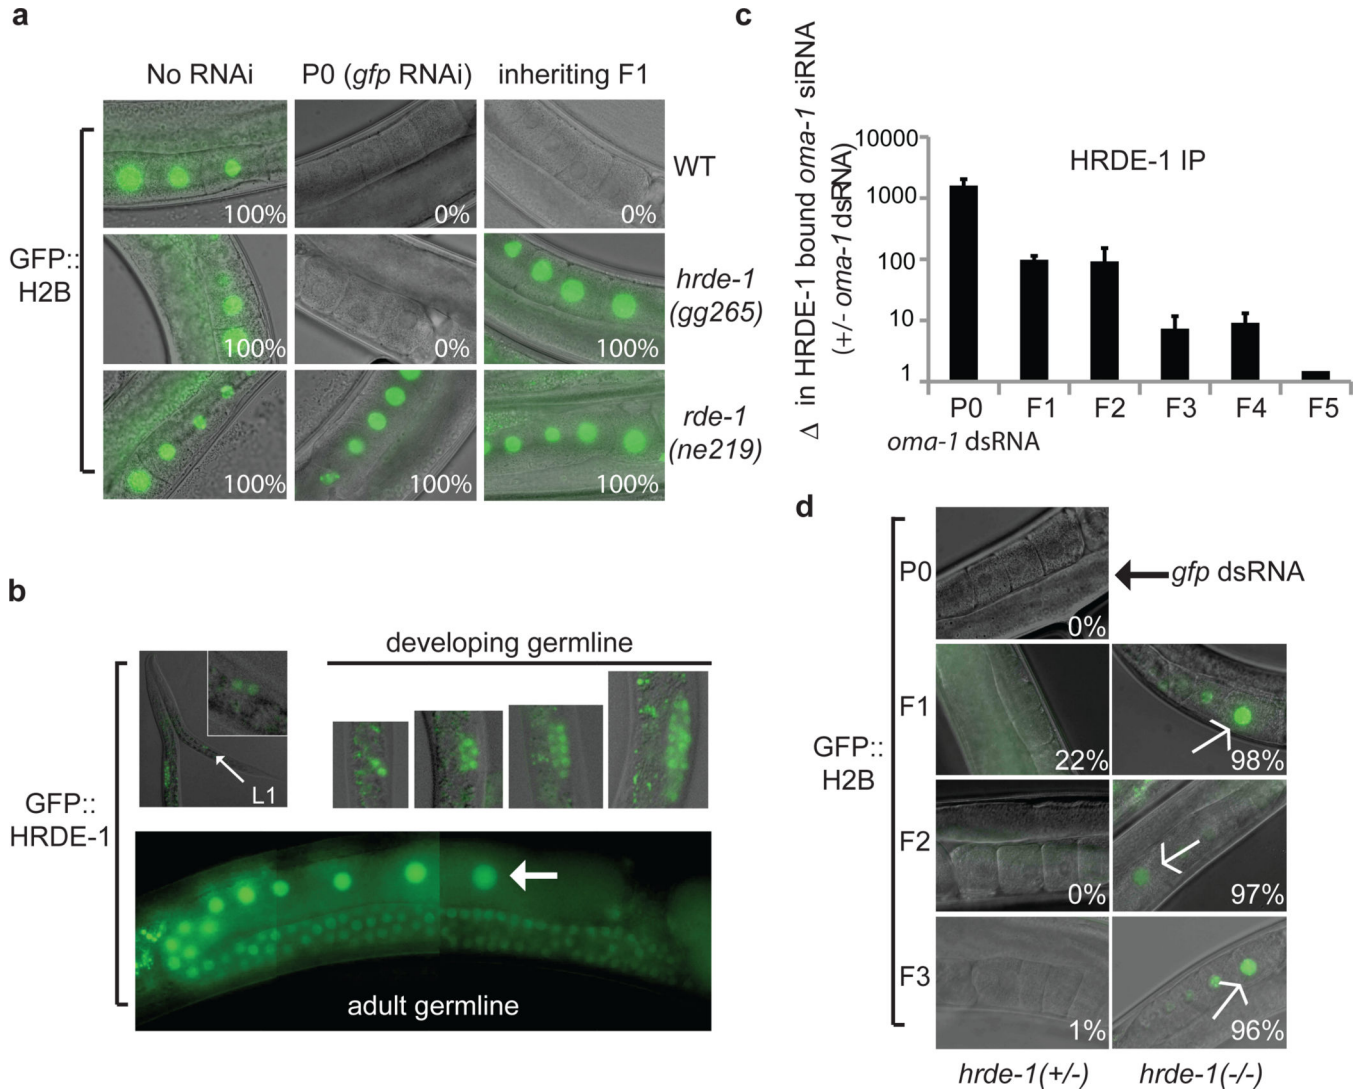 a
No RNAi
P0 (gfp RNAi)
inheriting F1
GFP::
H2B
100%
0%
0%
WT
100%
0%
100%
hrde-1
(gg265)
100%
100%
100%
rde-1
(ne219)
b
GFP::
HRDE-1
L1
developing germline
adult germline
c
Δ in HRDE-1 bound oma-1 siRNA
(+/- oma-1 dsRNA)
HRDE-1 IP
10000
1000
100
10
1
P0
F1
F2
F3
F4
F5
oma-1 dsRNA
d
GFP::
H2B
P0
0%
gfp dsRNA
F1
22%
98%
F2
0%
97%
F3
1%
96%
hrde-1(+/-)
hrde-1(-/-)